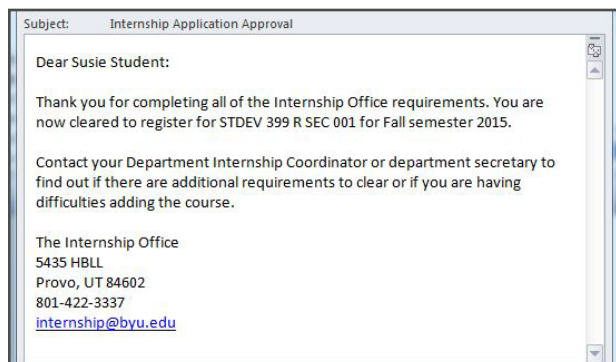 Subject: Internship Application Approval
Dear Susie Student:
Thank you for completing all of the Internship Office requirements. You are
now cleared to register for STDEV 399 R SEC 001 for Fall semester 2015.
Contact your Department Internship Coordinator or department secretary to
find out if there are additional requirements to clear or if you are having
difficulties adding the course.
The Internship Office
5435 HBLL
Provo, UT 84602
801-422-3337
internship@byu.edu